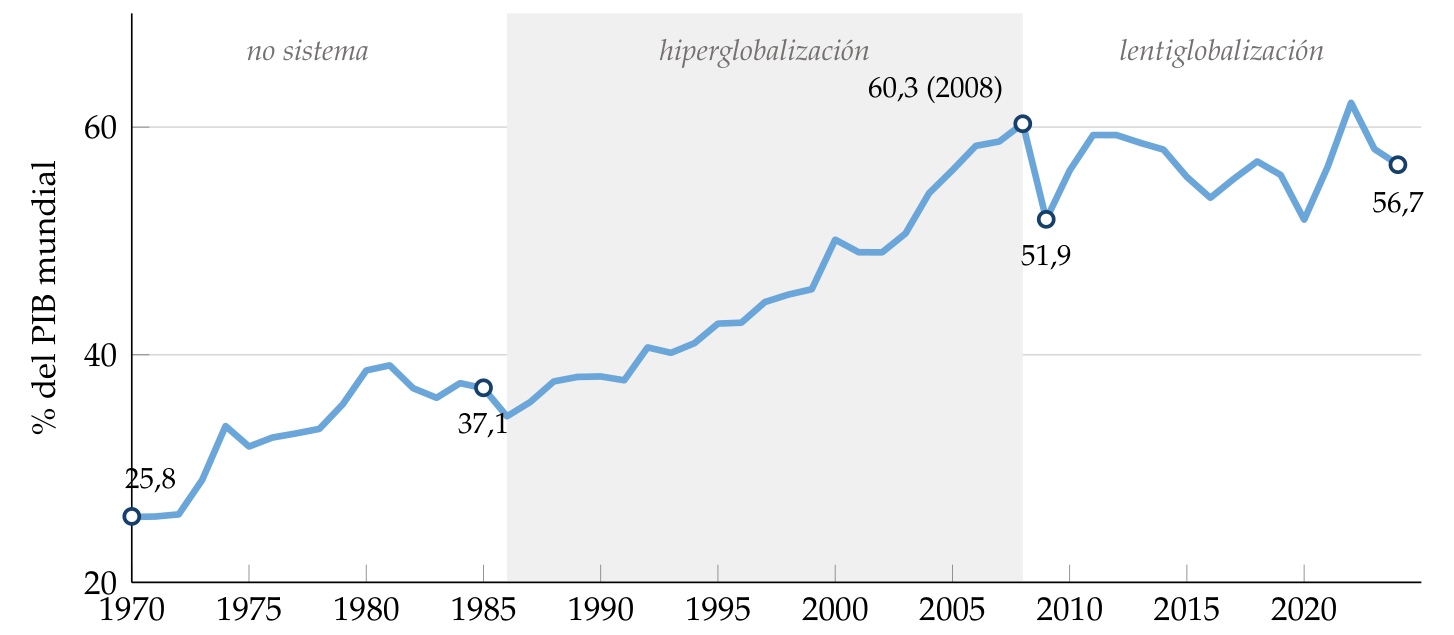 no sistema
hiperglobalización
lentiglobalización
60,3 (2008)
60
56,7
51,9
% del PIB mundial
40
37,1
25,8
20
1970 1975 1980 1985 1990 1995 2000 2005 2010 2015 2020